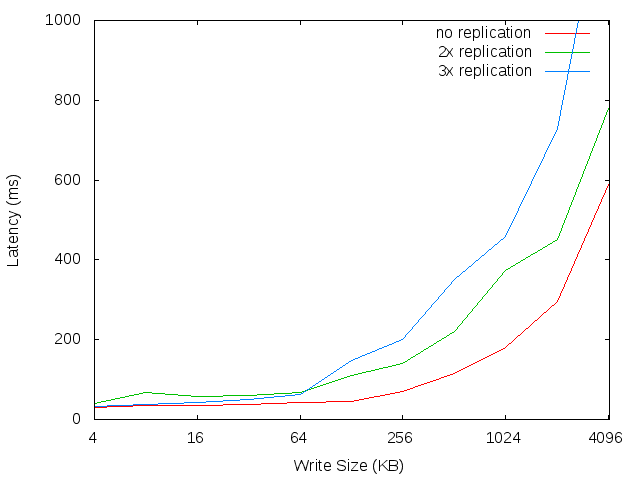 1000
800
600
400
200
0
4
16
64
256
1024
4096
Latency (ms)
Write Size (KB)
no replication
2x replication
3x replication